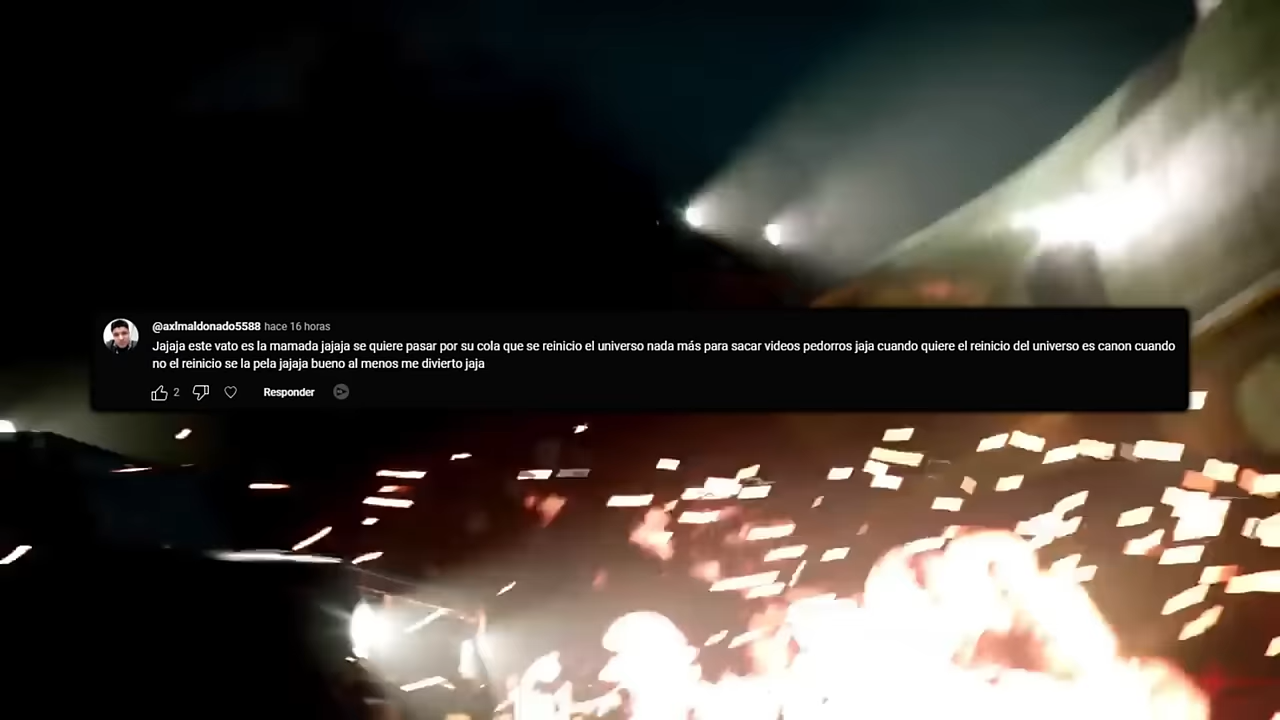 @axlmaldonado5588 hace 16 horas
Jajaja este vato es la mamada jajaja se quiere pasar por su cola que se reinicio el universo nada más para sacar videos pedorros jaja cuando quiere el reinicio del universo es canon cuando
no el reinicio se la pela jajaja bueno al menos me divierto jaja
2 Responder